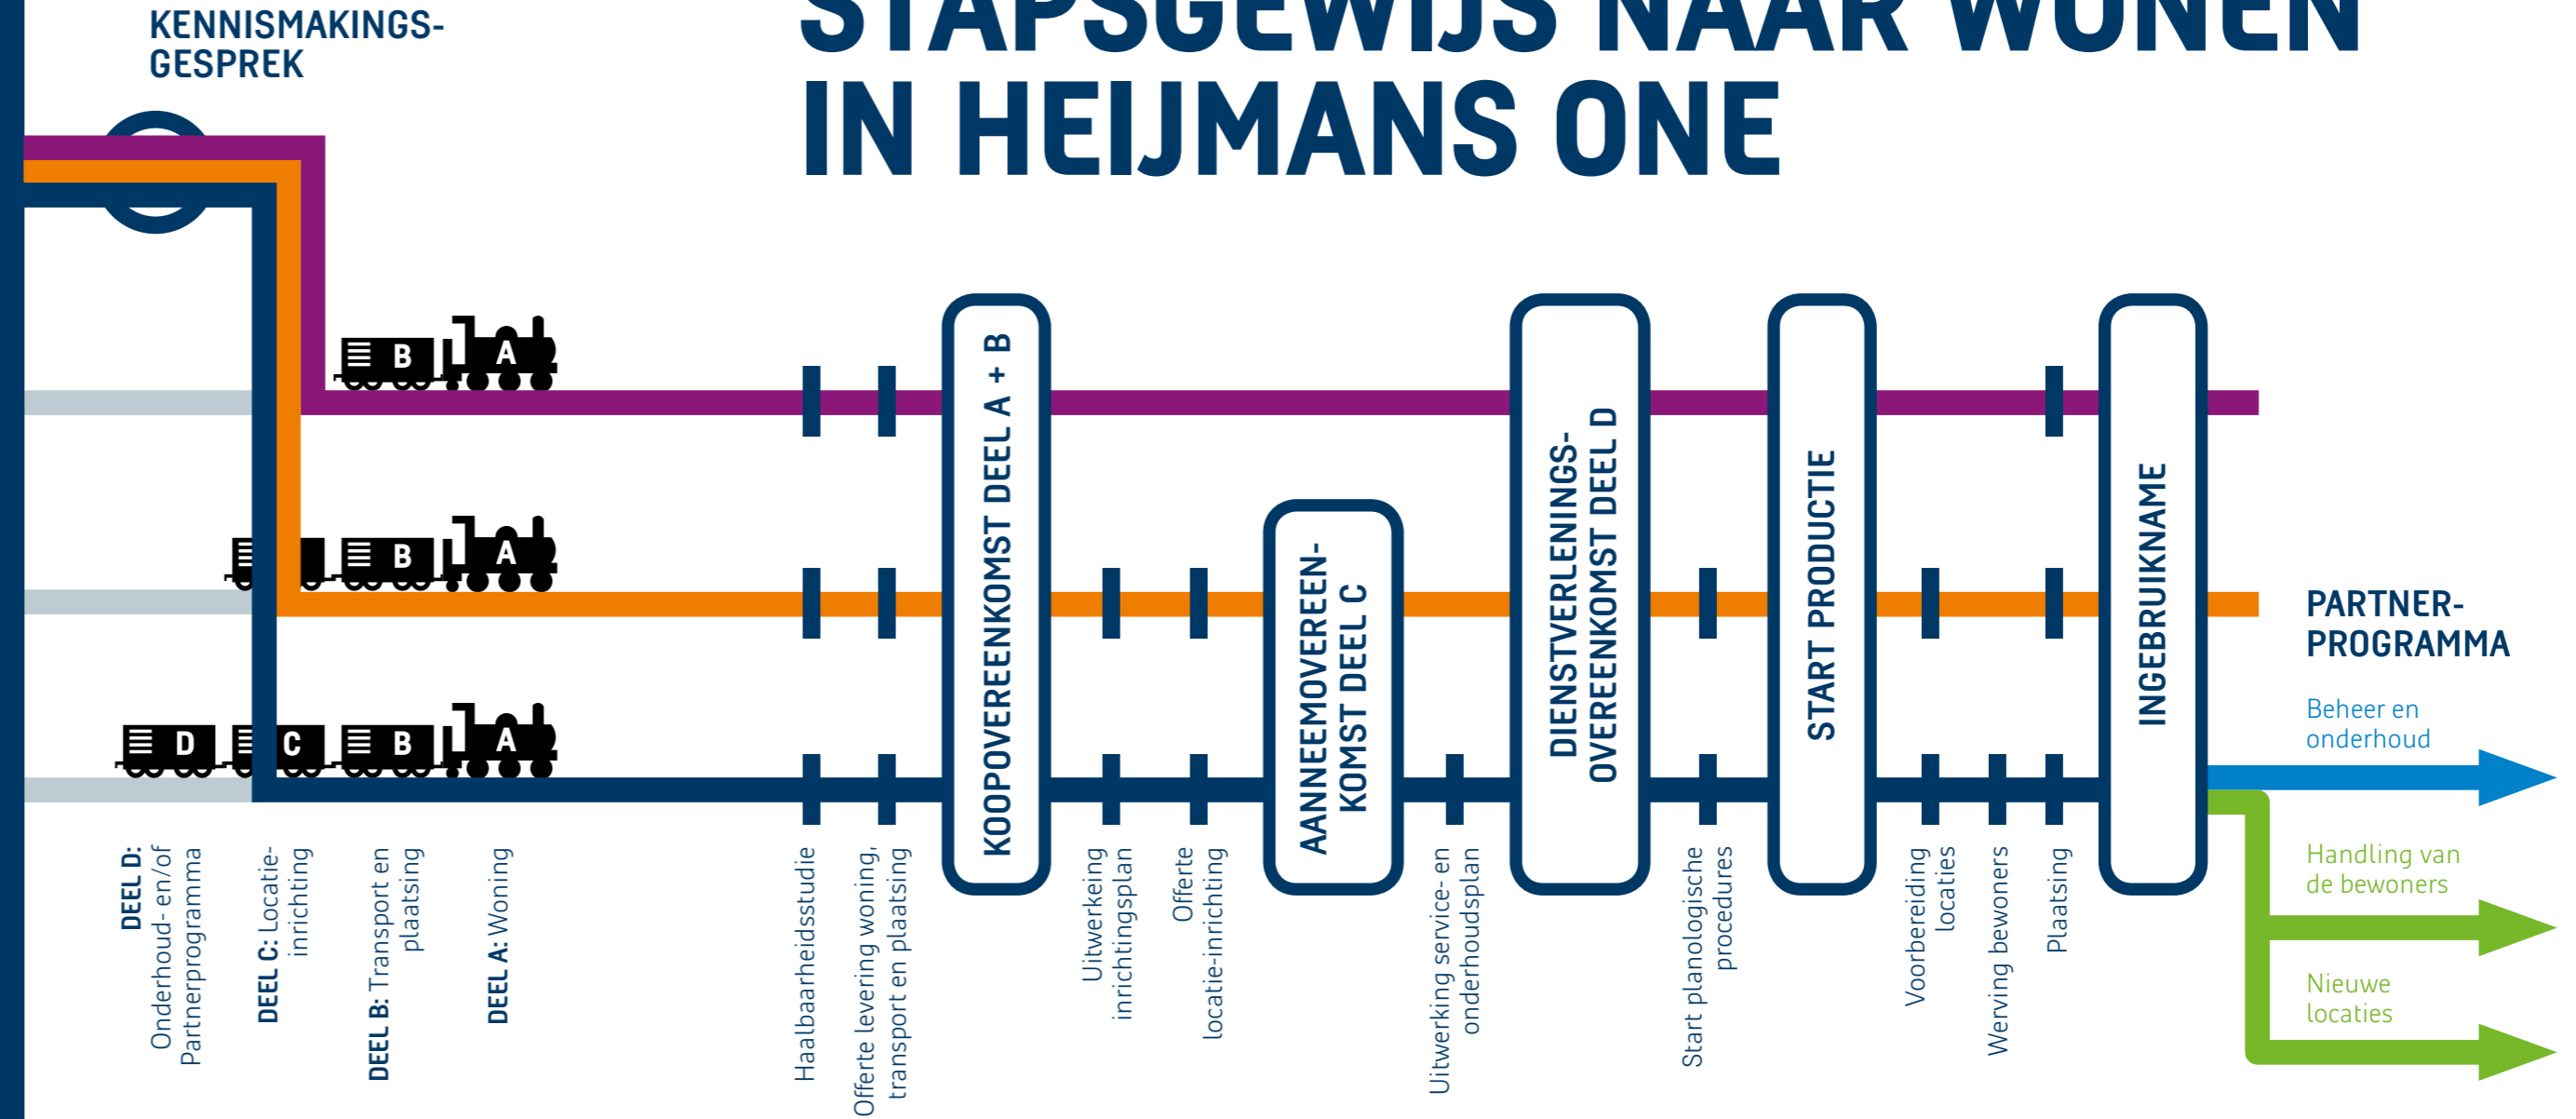 KENNISMAKINGS-
GESPREK
STAPSGEWIJS NAAR WONEN
IN HEIJMANS ONE
B
A
B
A
D
C
B
A
DEEL D:
Onderhoud- en/of
Partnerprogramma
DEEL C: Locatie-
inrichting
DEEL B: Transport en
plaatsing
DEEL A: Woning
Haalbaarheidsstudie
Offerte levering woning,
transport en plaatsing
KOOPOVEREENKOMST DEEL A + B
Uitwerkeing
inrichtingsplan
Offerte
locatie-inrichting
AANNEEMOVEREEN-
KOMST DEEL C
Uitwerking service- en
onderhoudsplan
DIENSTVERLENINGS-
OVEREENKOMST DEEL D
Start planologische
procedures
START PRODUCTIE
Voorbereiding
locaties
Werving bewoners
Plaatsing
INGEBRUIKNAME
PARTNER-
PROGRAMMA
Beheer en
onderhoud
Handling van
de bewoners
Nieuwe
locaties